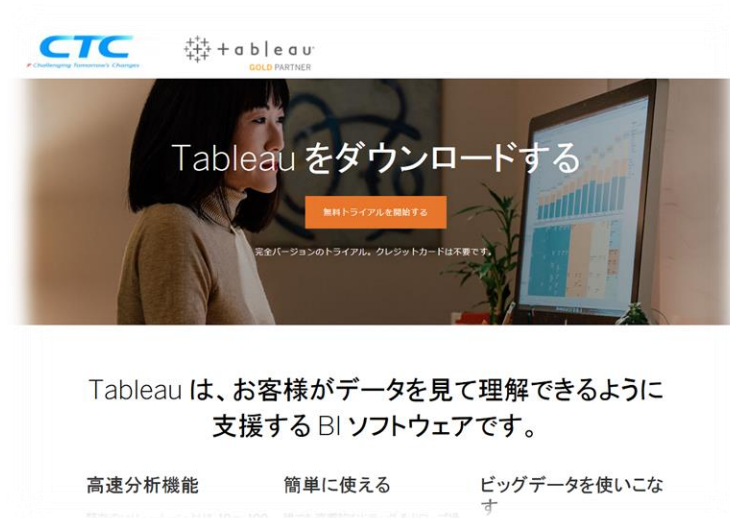 CTC
Challenging Tomorrow's Changes
+ableau
GOLD PARTNER
Tableau をダウンロードする
無料トライアルを開始する
完全バージョンのトライアル。クレジットカードは不要です。
Tableau は、お客様がデータを見て理解できるように
支援する BI ソフトウェアです。
高速分析機能
簡単に使える
ビッグデータを使いこな
す